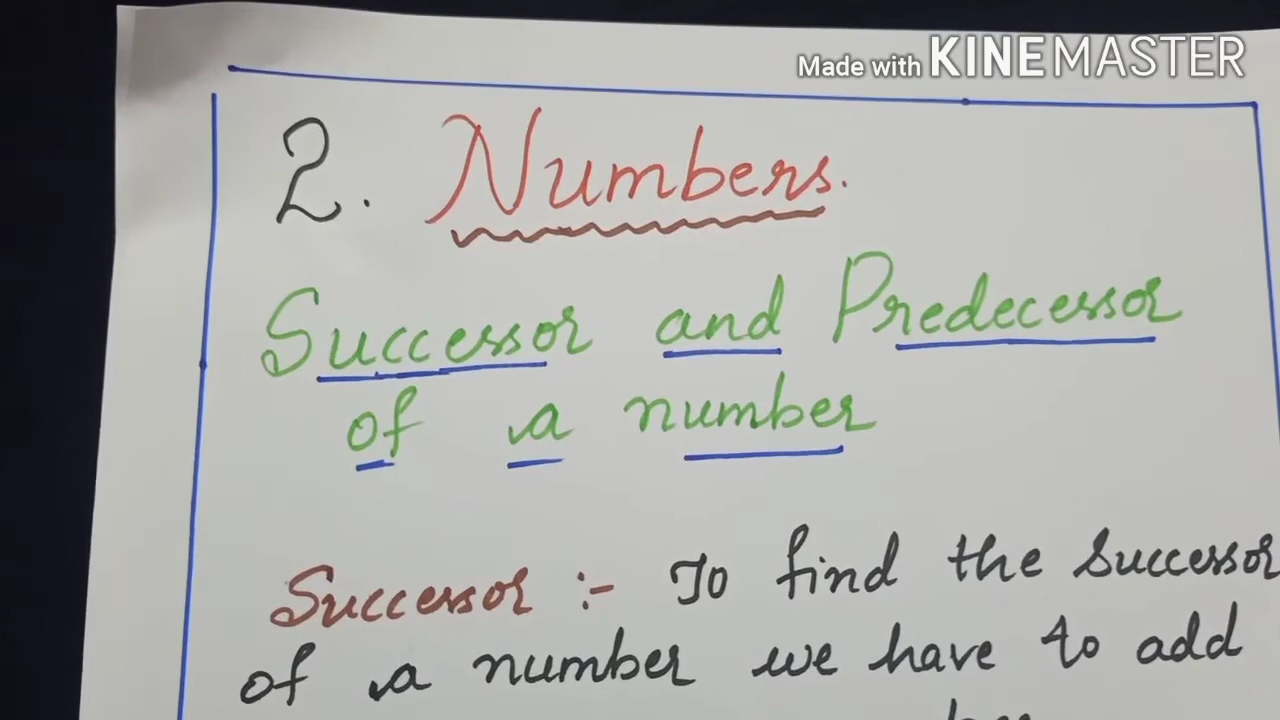 Made with KINEMASTER
2. Numbers.
Successor and Predecessor
of a number
Successor :- To find the successor
of a number we have to add